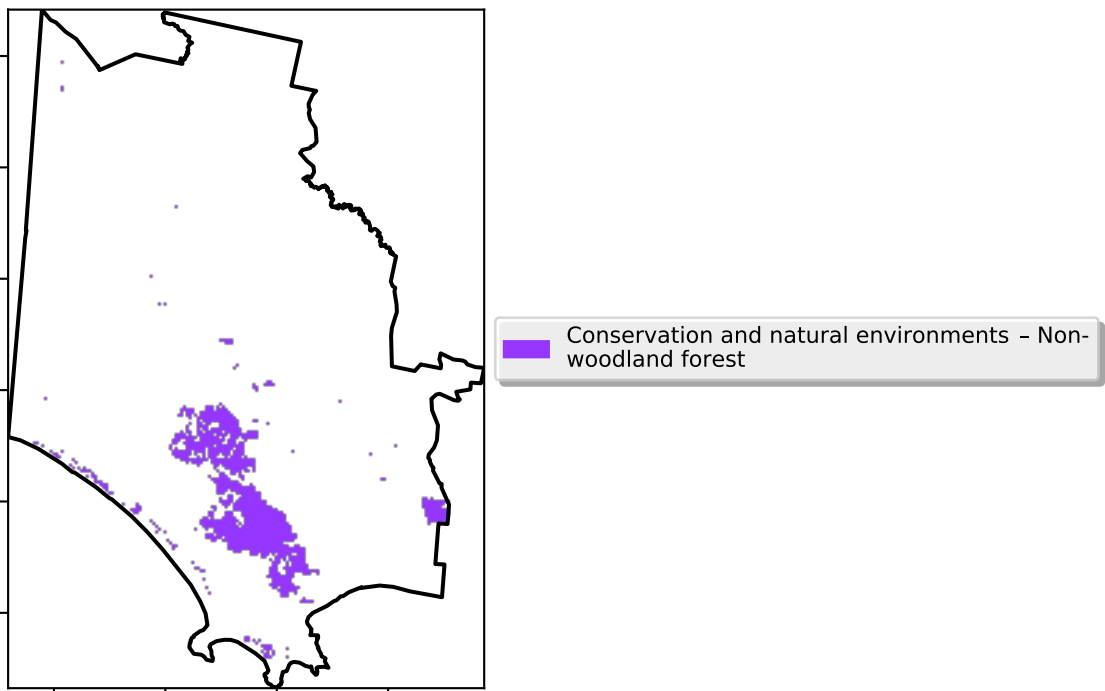 Conservation and natural environments – Non-
woodland forest